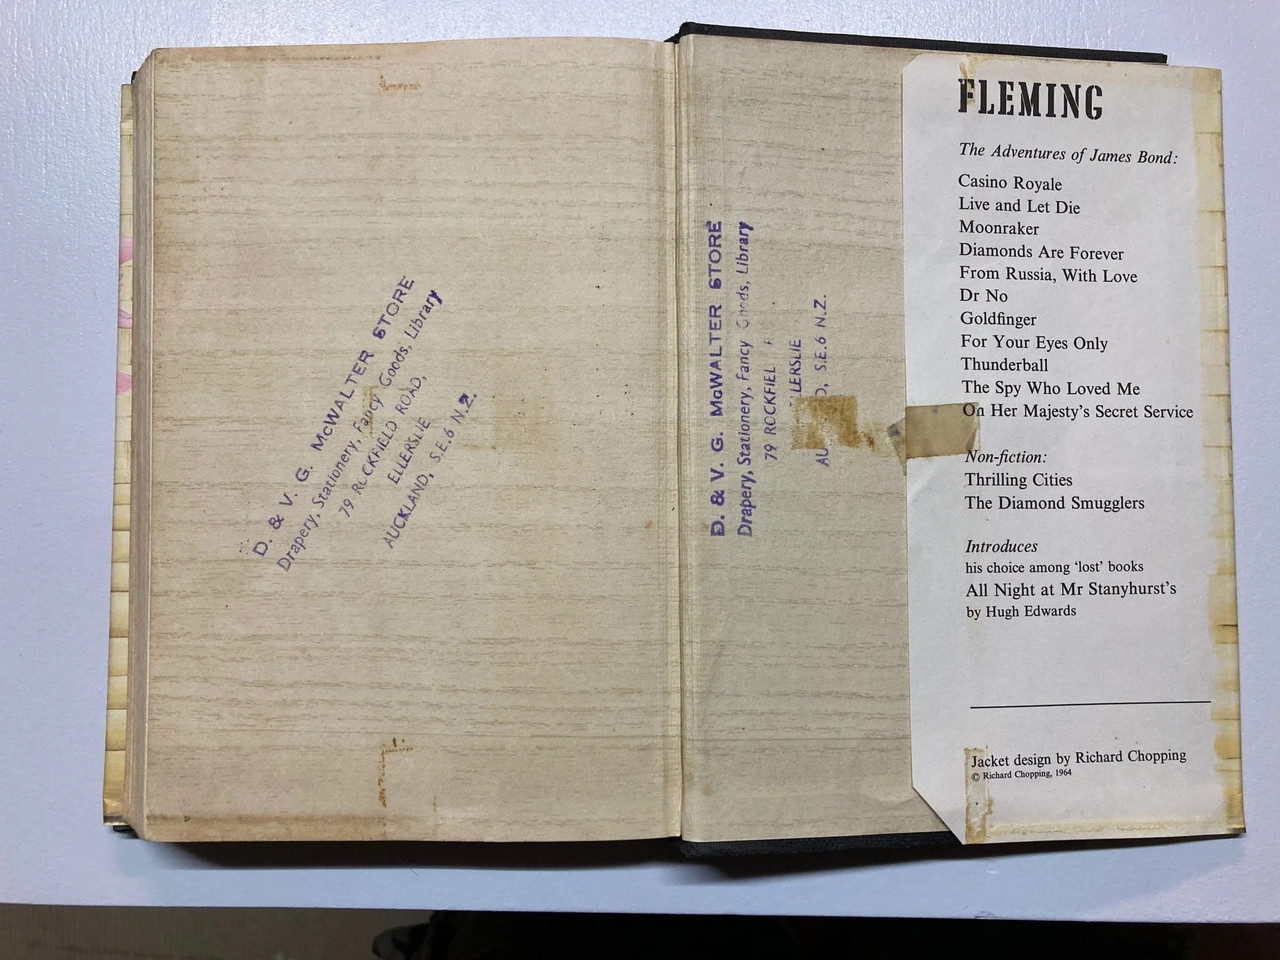 D. & V. G. McWALTER STORE
Drapery, Stationery, Fancy Goods, Library
79 ROCKFIELD ROAD,
ELLERSLIE
AUCKLAND, S.E.6 N.Z.
D. & V. G. McWALTER STORE
Drapery, Stationery, Fancy Goods, Library
79 ROCKFIEL
LLERSLIE
S.E.6 N.Z.
FLEMING
The Adventures of James Bond:
Casino Royale
Live and Let Die
Moonraker
Diamonds Are Forever
From Russia, With Love
Dr No
Goldfinger
For Your Eyes Only
Thunderball
The Spy Who Loved Me
On Her Majesty's Secret Service
Non-fiction:
Thrilling Cities
The Diamond Smugglers
Introduces
his choice among 'lost' books
All Night at Mr Stanyhurst's
by Hugh Edwards
Jacket design by Richard Chopping
© Richard Chopping, 1964